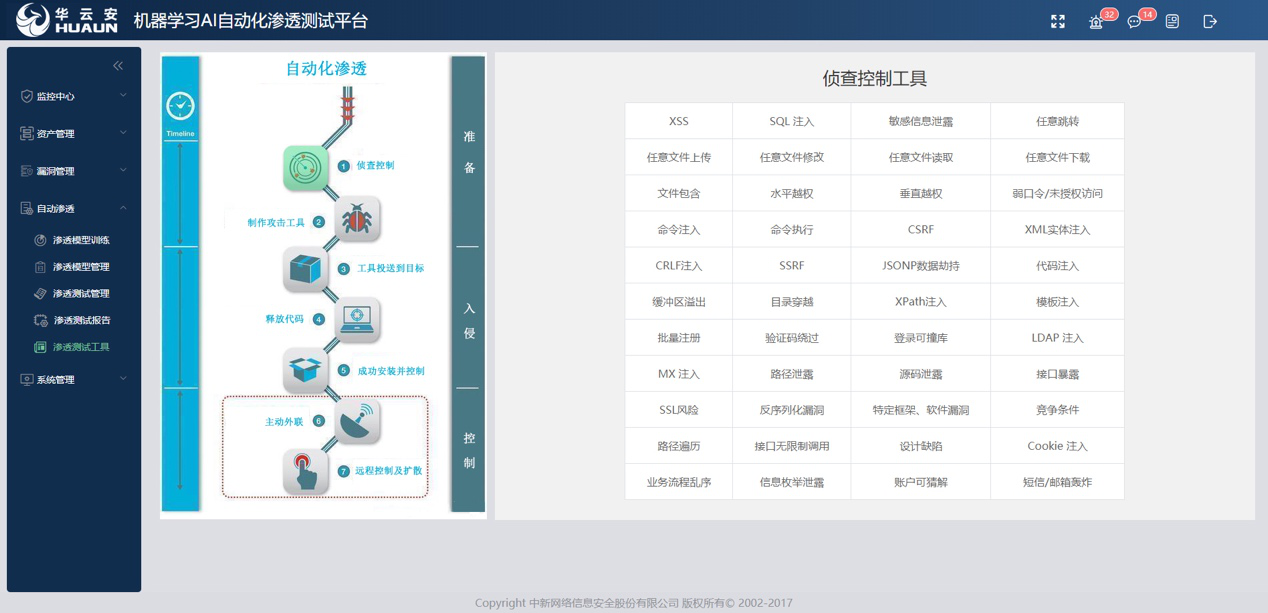 华云安
HUAUN
机器学习AI自动化渗透测试平台
32
14
监控中心
资产管理
漏洞管理
自动渗透
渗透模型训练
渗透模型管理
渗透测试管理
渗透测试报告
渗透测试工具
系统管理
自动化渗透
Timeline
1 侦查控制
制作攻击工具 2
3 工具投送到目标
释放代码 4
5 成功安装并控制
主动外联 6
7 远程控制及扩散
准备
入侵
控制
侦查控制工具
XSS SQL 注入 敏感信息泄露 任意跳转
任意文件上传 任意文件修改 任意文件读取 任意文件下载
文件包含 水平越权 垂直越权 弱口令/未授权访问
命令注入 命令执行 CSRF XML实体注入
CRLF注入 SSRF JSONP数据劫持 代码注入
缓冲区溢出 目录穿越 XPath注入 模板注入
批量注册 验证码绕过 登录可撞库 LDAP 注入
MX 注入 路径泄露 源码泄露 接口暴露
SSL风险 反序列化漏洞 特定框架、软件漏洞 竞争条件
路径遍历 接口无限制调用 设计缺陷 Cookie 注入
业务流程乱序 信息枚举泄露 账户可猜解 短信/邮箱轰炸
Copyright 中新网络信息安全股份有限公司 版权所有© 2002-2017